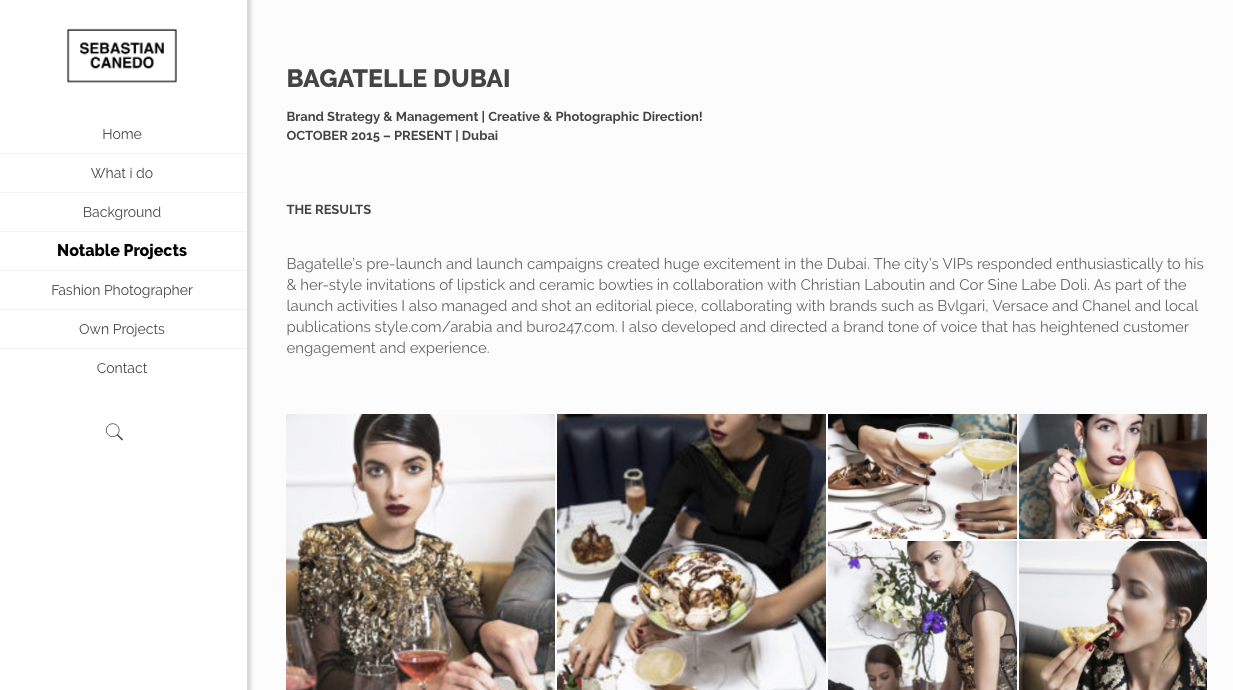 SEBASTIAN
CANEDO
Home
What i do
Background
Notable Projects
Fashion Photographer
Own Projects
Contact
BAGATELLE DUBAI
Brand Strategy & Management | Creative & Photographic Direction!
OCTOBER 2015 – PRESENT | Dubai
THE RESULTS
Bagatelle's pre-launch and launch campaigns created huge excitement in the Dubai. The city's VIPs responded enthusiastically to his
& her-style invitations of lipstick and ceramic bowties in collaboration with Christian Laboutin and Cor Sine Labe Doli. As part of the
launch activities I also managed and shot an editorial piece, collaborating with brands such as Bvlgari, Versace and Chanel and local
publications style.com/arabia and buro247.com. I also developed and directed a brand tone of voice that has heightened customer
engagement and experience.